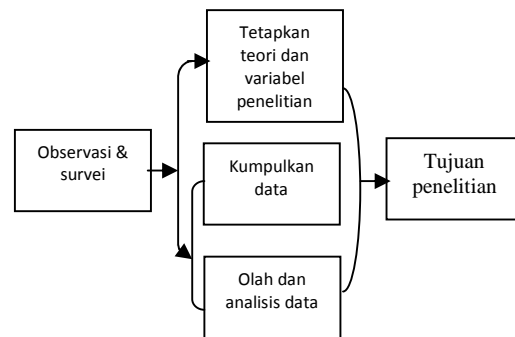 Observasi &
survei
Tetapkan
teori dan
variabel
penelitian
Kumpulkan
data
Olah dan
analisis data
Tujuan
penelitian